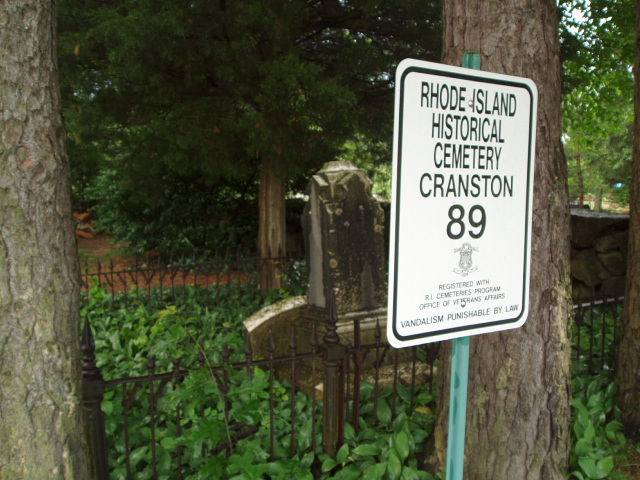 RHODE ISLAND
HISTORICAL
CEMETERY
CRANSTON
89
REGISTERED WITH
R.I. CEMETERIES PROGRAM
OFFICE OF VETERANS AFFAIRS
VANDALISM PUNISHABLE BY LAW